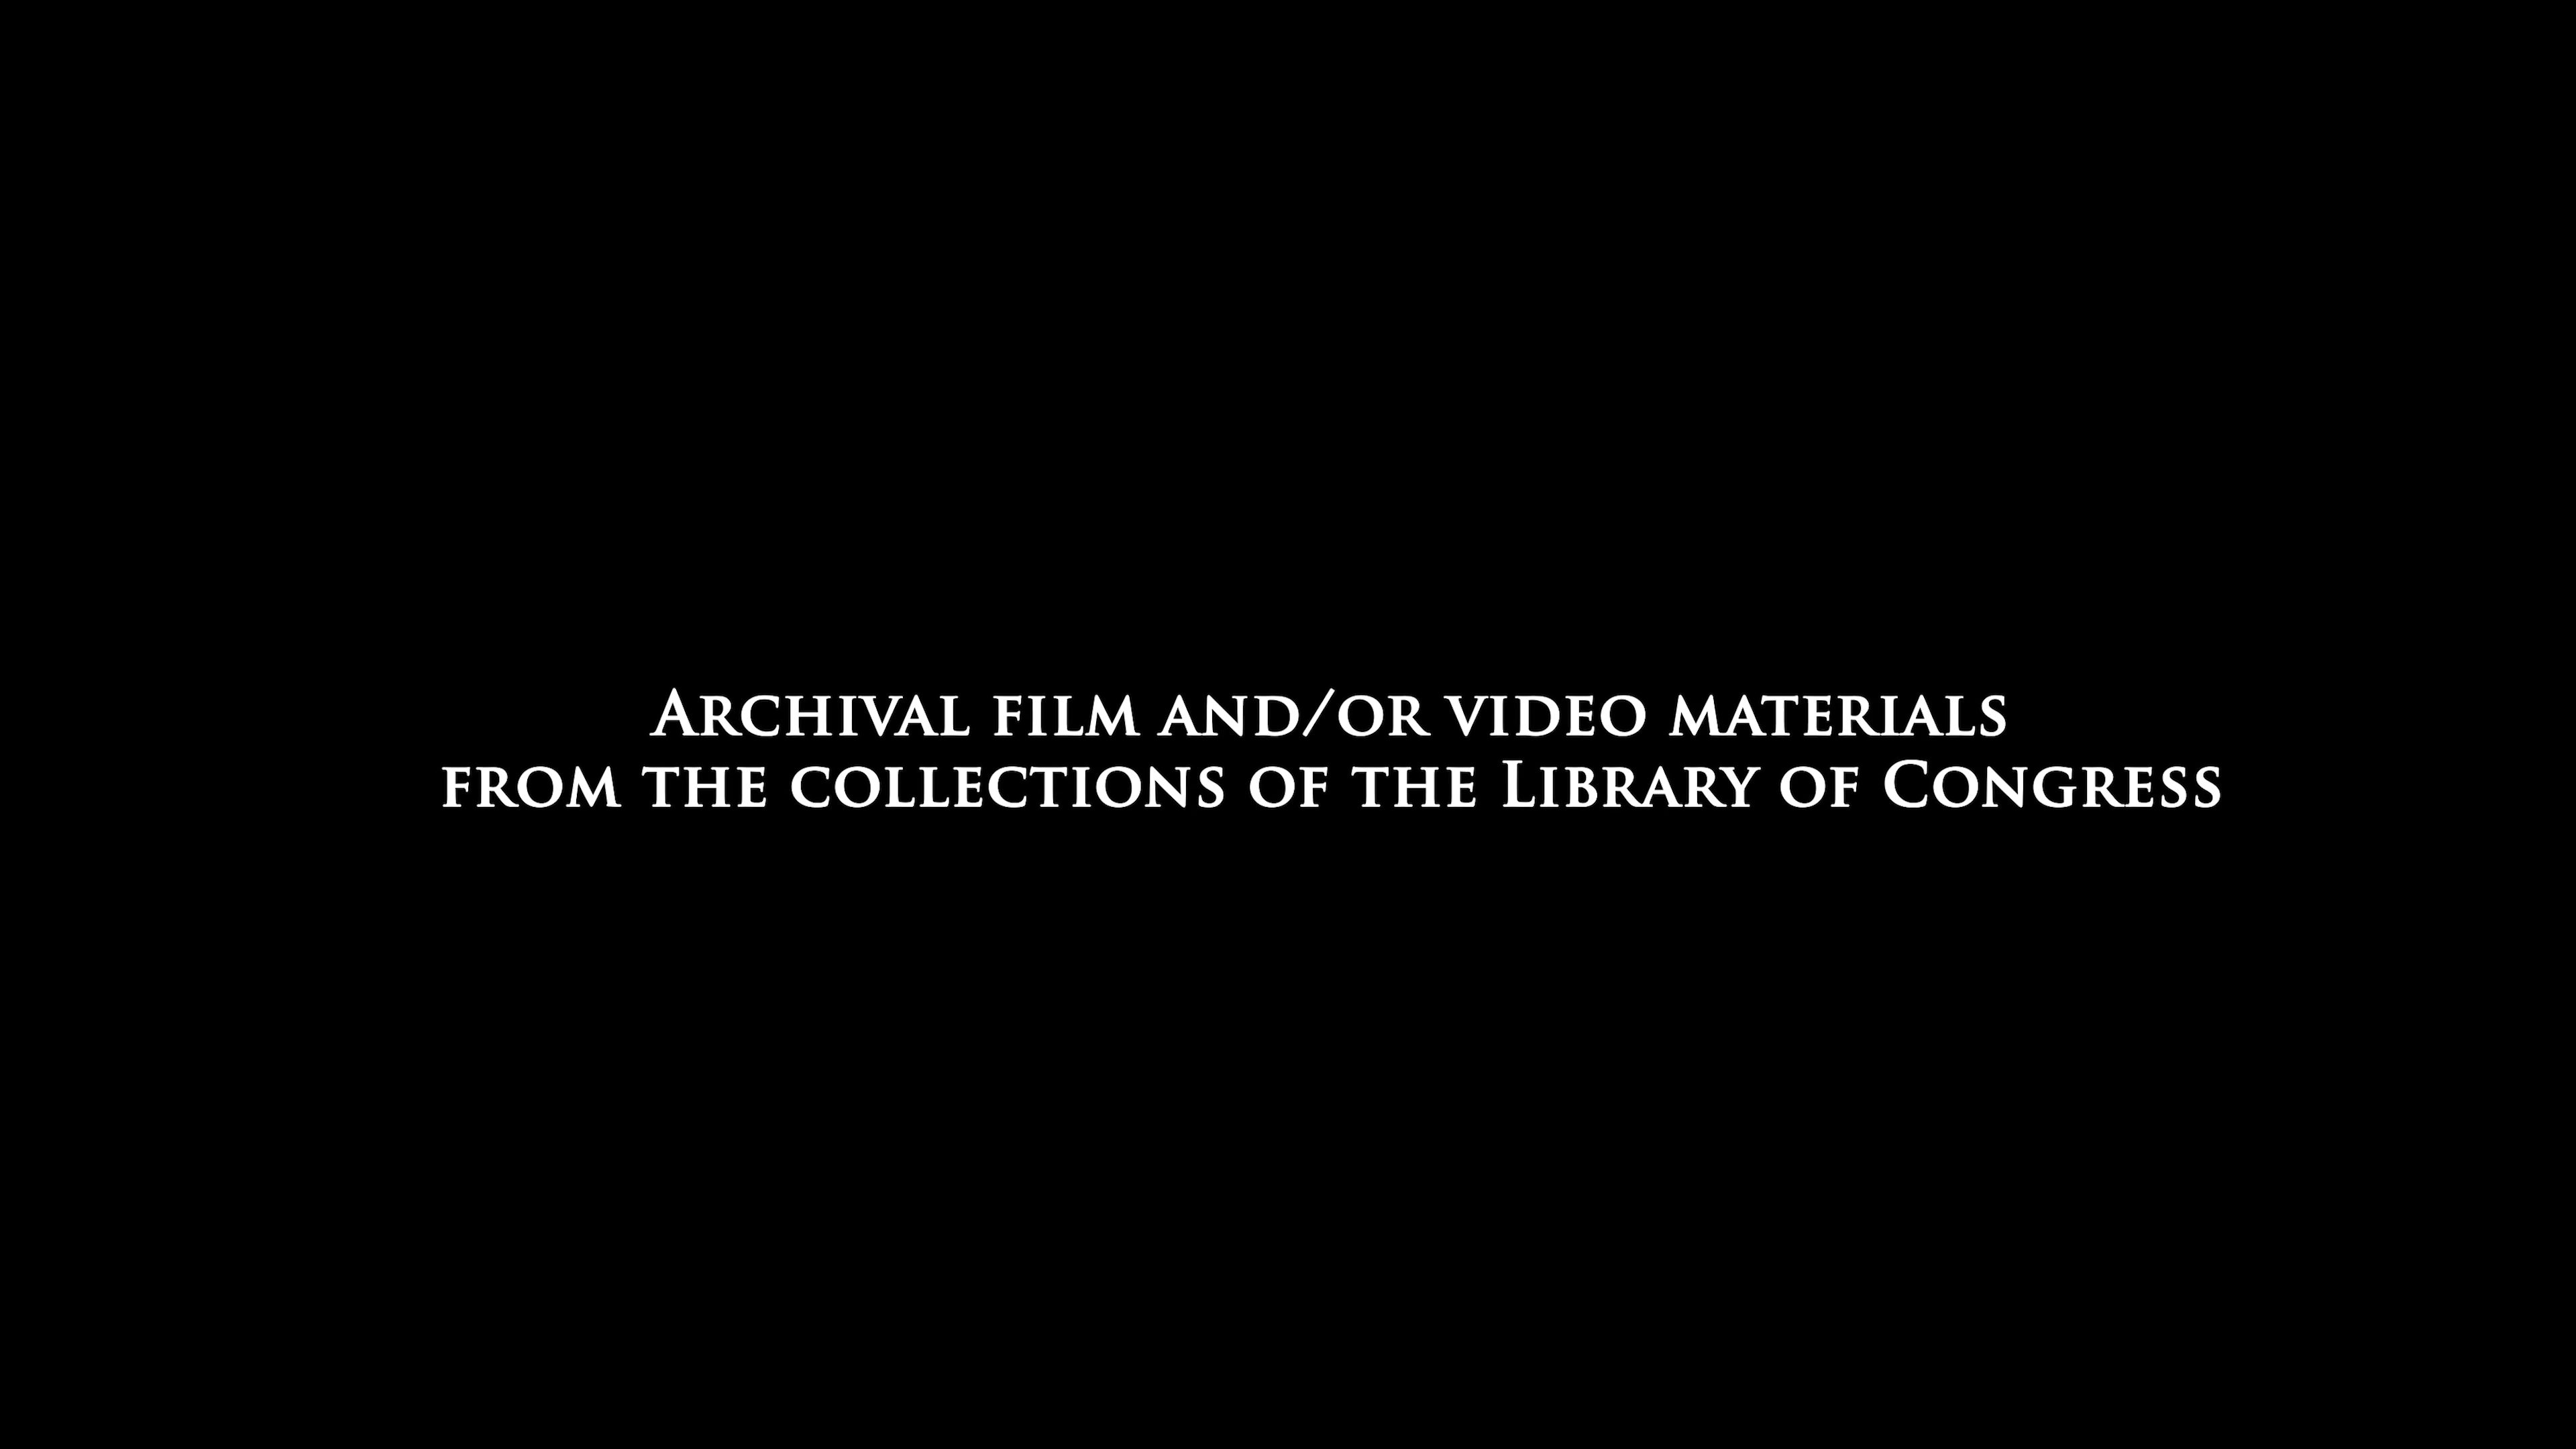 Archival film and/or video materials
from the collections of the Library of Congress